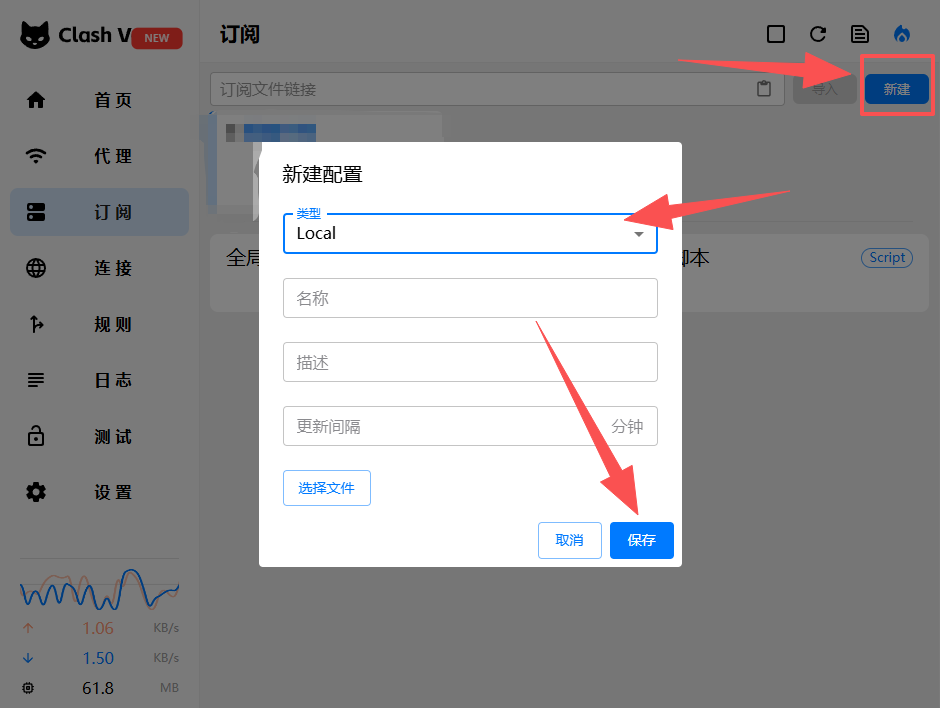 Clash V
NEW
订阅
首页
代理
订阅
连接
规则
日志
测试
设置
1.06 KB/s
1.50 KB/s
61.8 MB
订阅文件链接
导入
新建
全局
脚本
Script
新建配置
类型
Local
名称
描述
更新间隔 分钟
选择文件
取消
保存